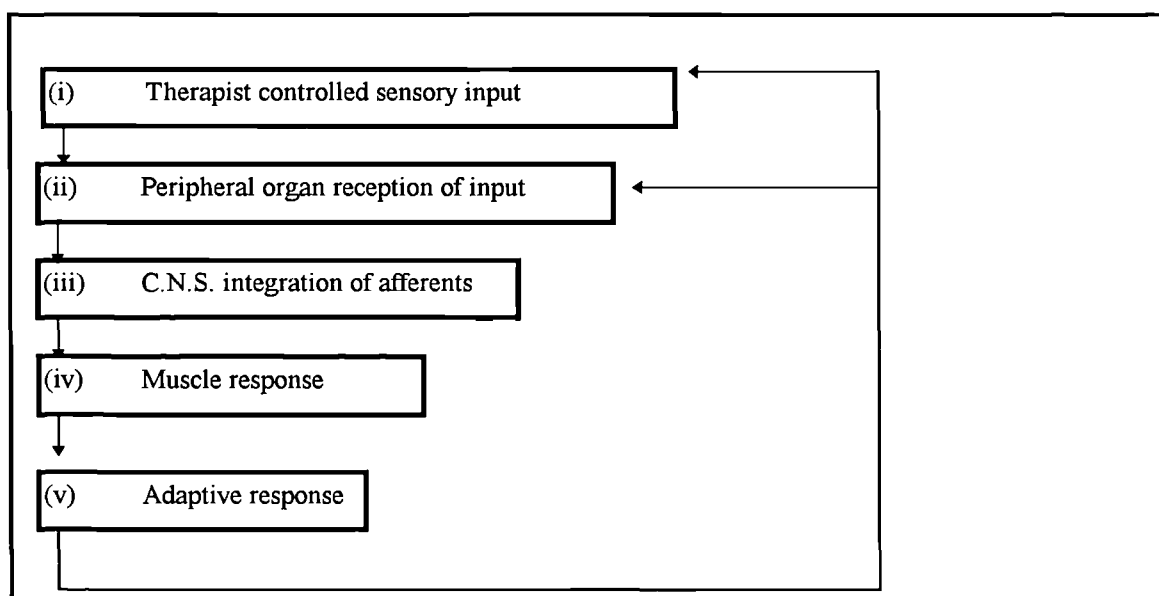 (i) Therapist controlled sensory input
(ii) Peripheral organ reception of input
(iii) C.N.S. integration of afferents
(iv) Muscle response
(v) Adaptive response